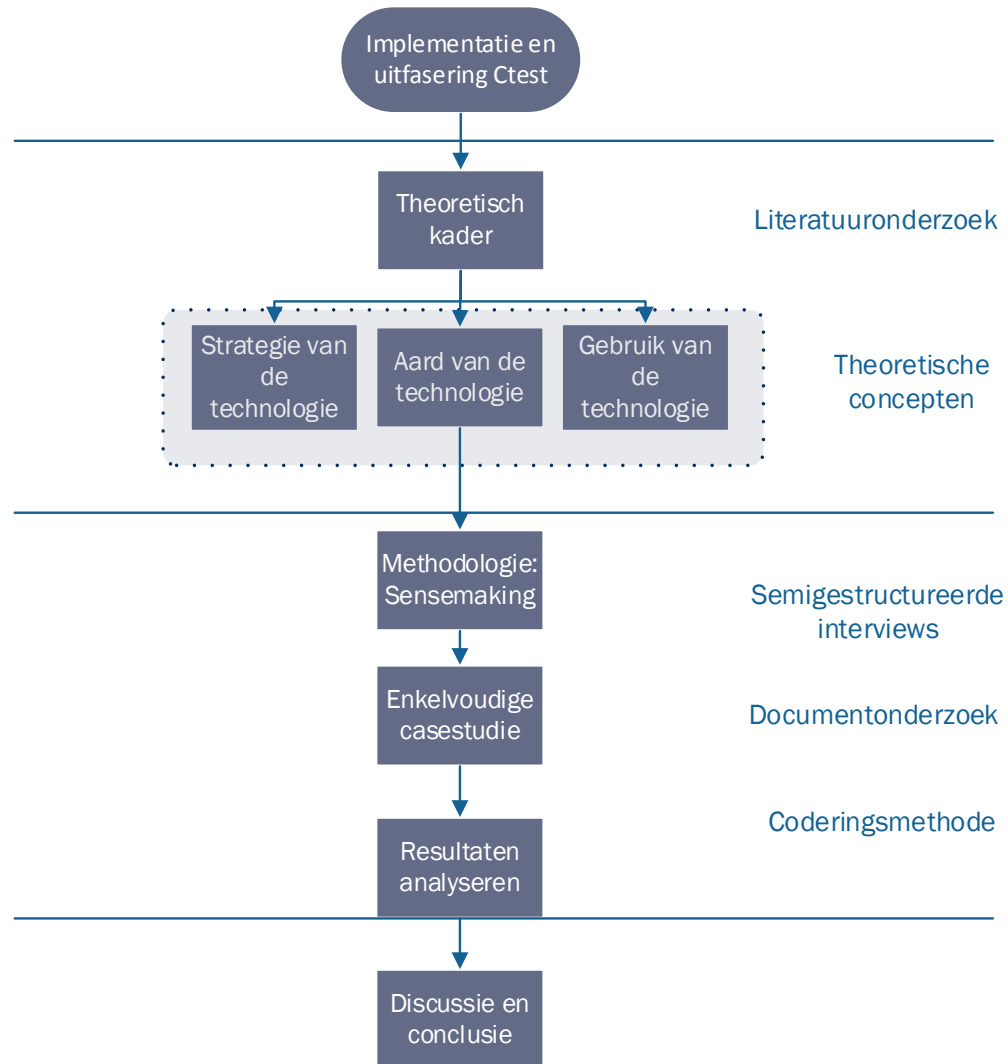 Implementatie en
uitfasering Ctest
Theoretisch
kader
Literatuuronderzoek
Strategie van
de
technologie
Aard van de
technologie
Gebruik van
de
technologie
Theoretische
concepten
Methodologie:
Sensemaking
Semigestructureerde
interviews
Enkelvoudige
casestudie
Documentonderzoek
Coderingsmethode
Resultaten
analyseren
Discussie en
conclusie